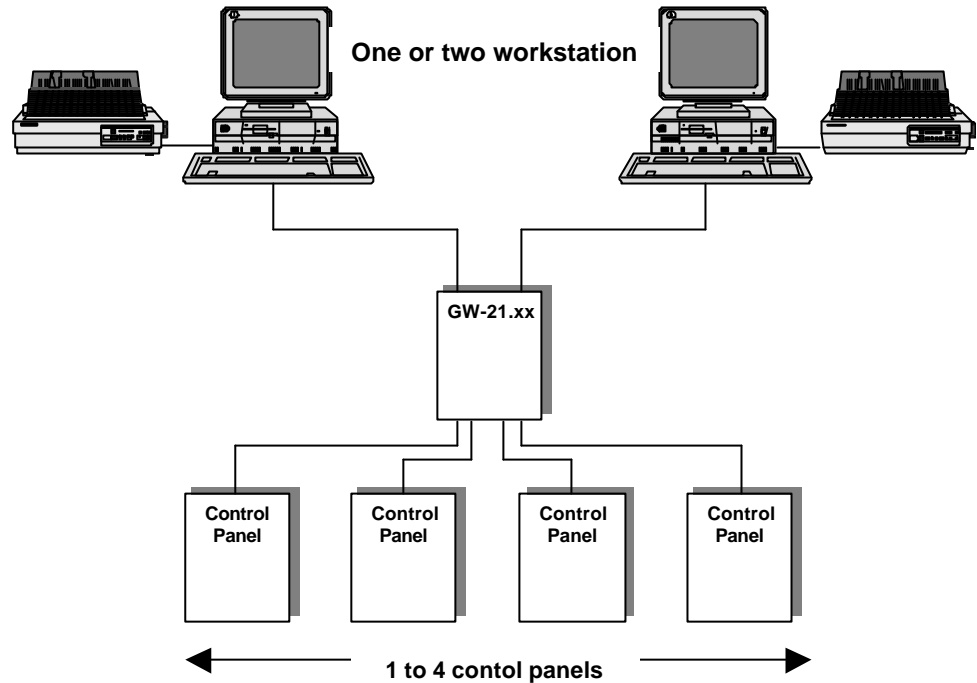 One or two workstation
GW-21.xx
Control
Panel
Control
Panel
Control
Panel
Control
Panel
1 to 4 contol panels